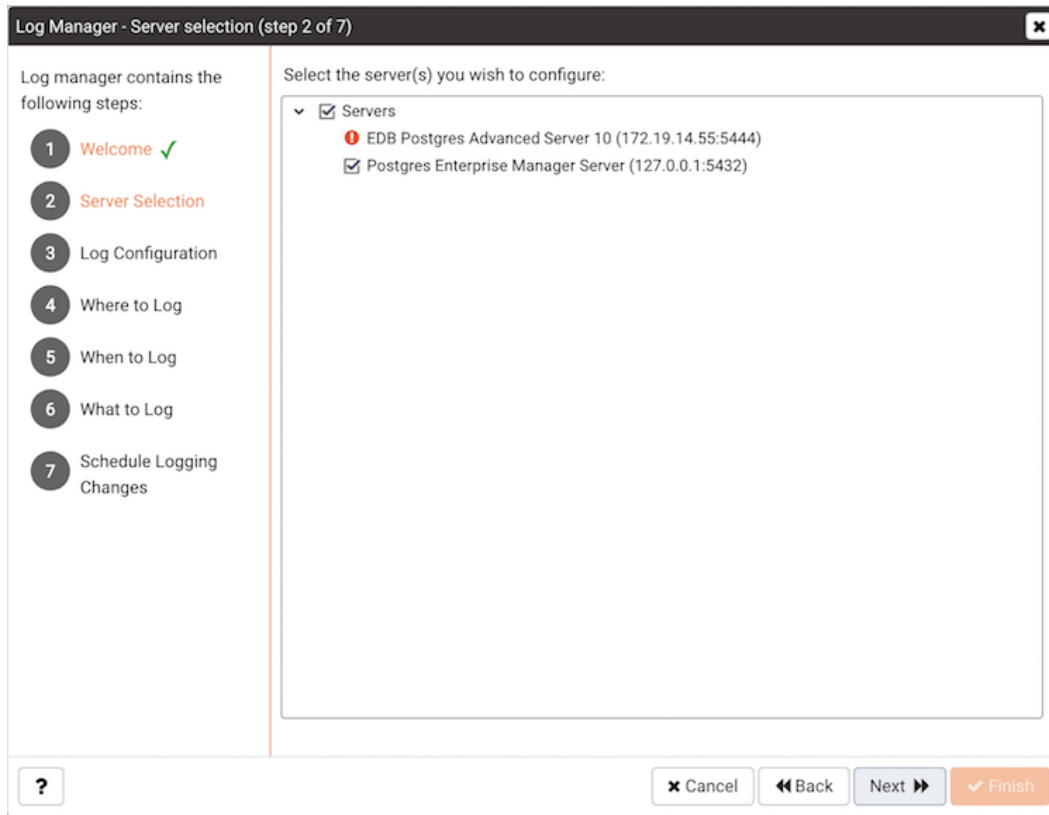 Log Manager - Server selection (step 2 of 7)
Log manager contains the
following steps:
1 Welcome
2 Server Selection
3 Log Configuration
4 Where to Log
5 When to Log
6 What to Log
7 Schedule Logging
Changes
Select the server(s) you wish to configure:
Servers
EDB Postgres Advanced Server 10 (172.19.14.55:5444)
Postgres Enterprise Manager Server (127.0.0.1:5432)
? Cancel Back Next Finish